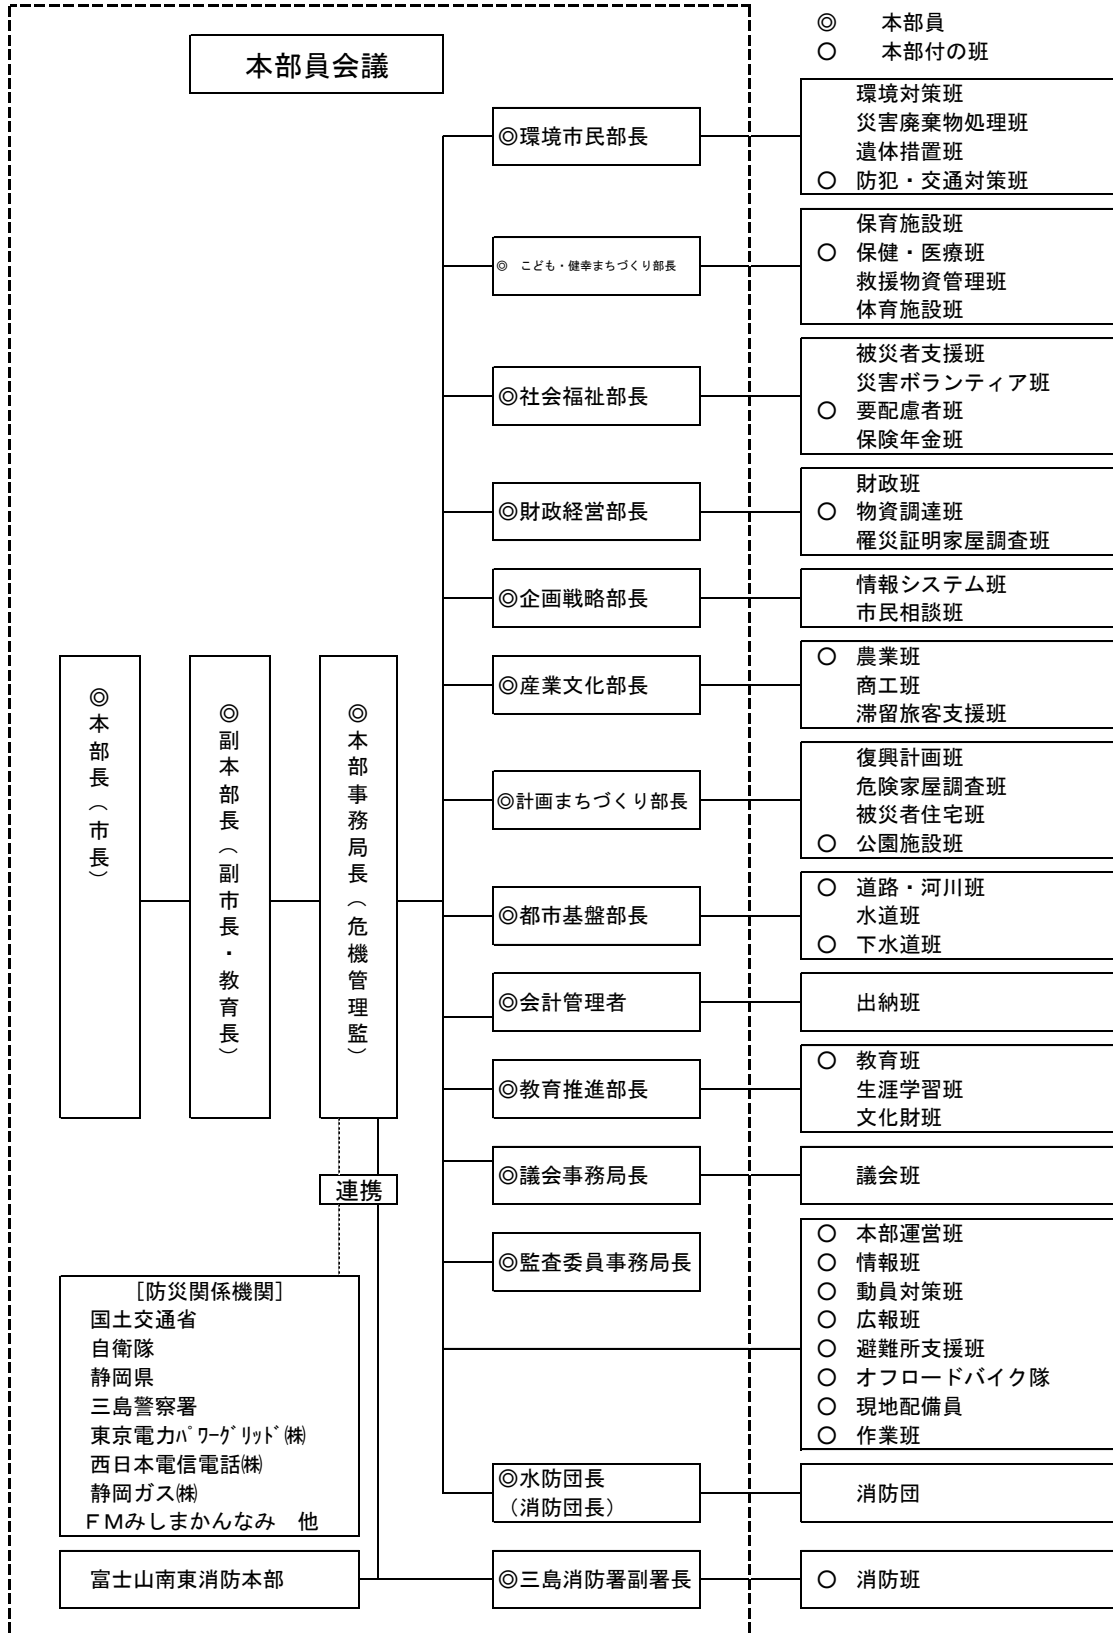 ◎ 本部員
○ 本部付の班
本部員会議
◎本部長（市長）
◎副本部長（副市長・教育長）
◎本部事務局長（危機管理監）
連携
［防災関係機関］
国土交通省
自衛隊
静岡県
三島警察署
東京電力ﾊﾟﾜｰｸﾞﾘｯﾄﾞ㈱
西日本電信電話㈱
静岡ガス㈱
ＦＭみしまかんなみ　他
富士山南東消防本部
◎環境市民部長
環境対策班
災害廃棄物処理班
遺体措置班
○ 防犯・交通対策班
◎ こども・健幸まちづくり部長
保育施設班
○ 保健・医療班
救援物資管理班
体育施設班
◎社会福祉部長
被災者支援班
災害ボランティア班
○ 要配慮者班
保険年金班
◎財政経営部長
財政班
○ 物資調達班
罹災証明家屋調査班
◎企画戦略部長
情報システム班
市民相談班
◎産業文化部長
○ 農業班
商工班
滞留旅客支援班
◎計画まちづくり部長
復興計画班
危険家屋調査班
被災者住宅班
○ 公園施設班
◎都市基盤部長
○ 道路・河川班
水道班
○ 下水道班
◎会計管理者
出納班
◎教育推進部長
○ 教育班
生涯学習班
文化財班
◎議会事務局長
議会班
◎監査委員事務局長
○ 本部運営班
○ 情報班
○ 動員対策班
○ 広報班
○ 避難所支援班
○ オフロードバイク隊
○ 現地配備員
○ 作業班
◎水防団長
（消防団長）
消防団
◎三島消防署副署長
○ 消防班